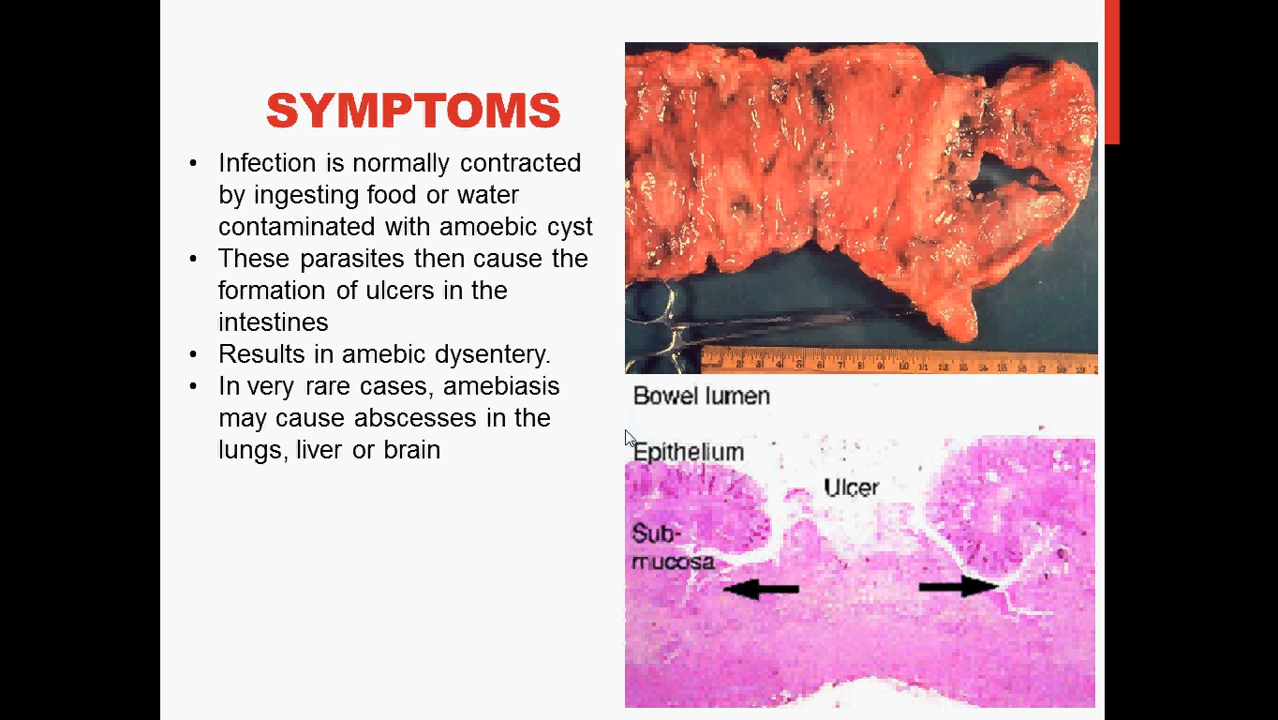 SYMPTOMS
• Infection is normally contracted
by ingesting food or water
contaminated with amoebic cyst
• These parasites then cause the
formation of ulcers in the
intestines
• Results in amebic dysentery.
• In very rare cases, amebiasis
may cause abscesses in the
lungs, liver or brain
Bowel lumen
Epithelium
Ulcer
Sub-
mucosa